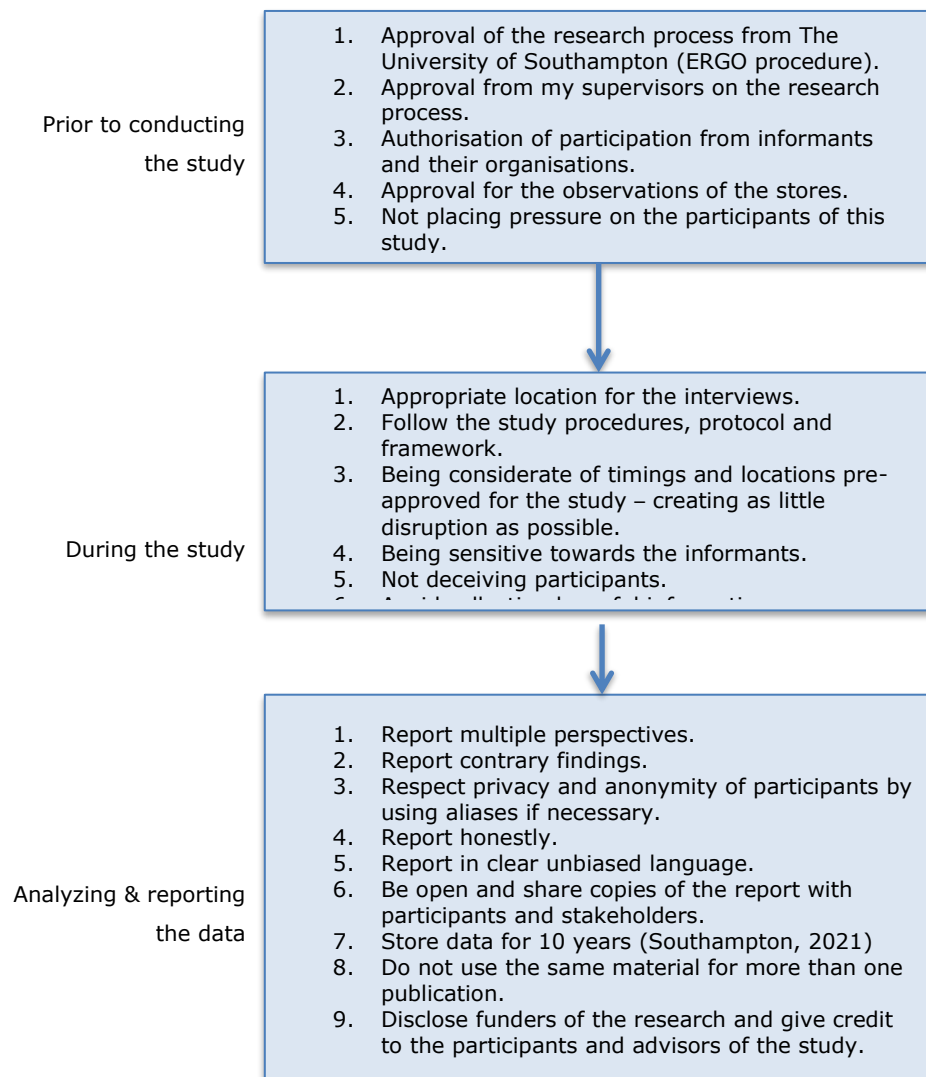 Prior to conducting
the study
1. Approval of the research process from The
University of Southampton (ERGO procedure).
2. Approval from my supervisors on the research
process.
3. Authorisation of participation from informants
and their organisations.
4. Approval for the observations of the stores.
5. Not placing pressure on the participants of this
study.
During the study
1. Appropriate location for the interviews.
2. Follow the study procedures, protocol and
framework.
3. Being considerate of timings and locations pre-
approved for the study – creating as little
disruption as possible.
4. Being sensitive towards the informants.
5. Not deceiving participants.
Analyzing & reporting
the data
1. Report multiple perspectives.
2. Report contrary findings.
3. Respect privacy and anonymity of participants by
using aliases if necessary.
4. Report honestly.
5. Report in clear unbiased language.
6. Be open and share copies of the report with
participants and stakeholders.
7. Store data for 10 years (Southampton, 2021)
8. Do not use the same material for more than one
publication.
9. Disclose funders of the research and give credit
to the participants and advisors of the study.